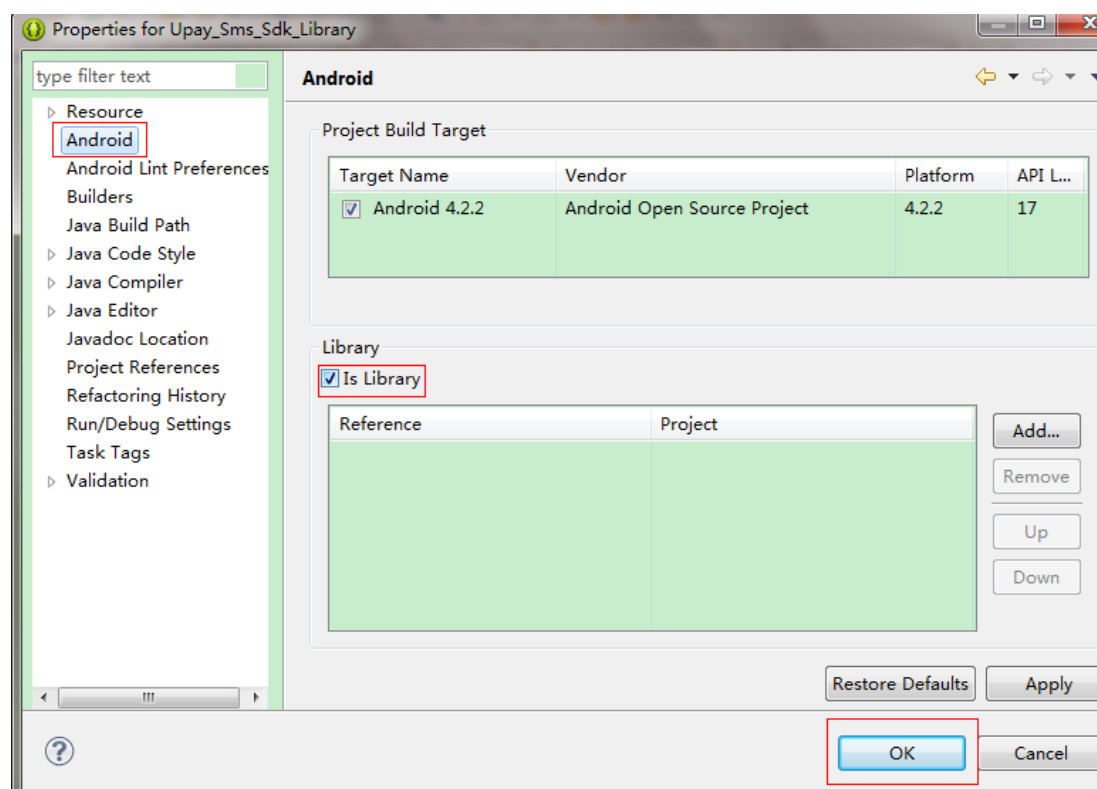 Properties for Upay_Sms_Sdk_Library
type filter text
Resource
Android
Android Lint Preferences
Builders
Java Build Path
Java Code Style
Java Compiler
Java Editor
Javadoc Location
Project References
Refactoring History
Run/Debug Settings
Task Tags
Validation
Android
Project Build Target
Target Name Vendor Platform API L...
Android 4.2.2 Android Open Source Project 4.2.2 17
Library
Is Library
Reference Project
Add...
Remove
Up
Down
Restore Defaults Apply
OK Cancel